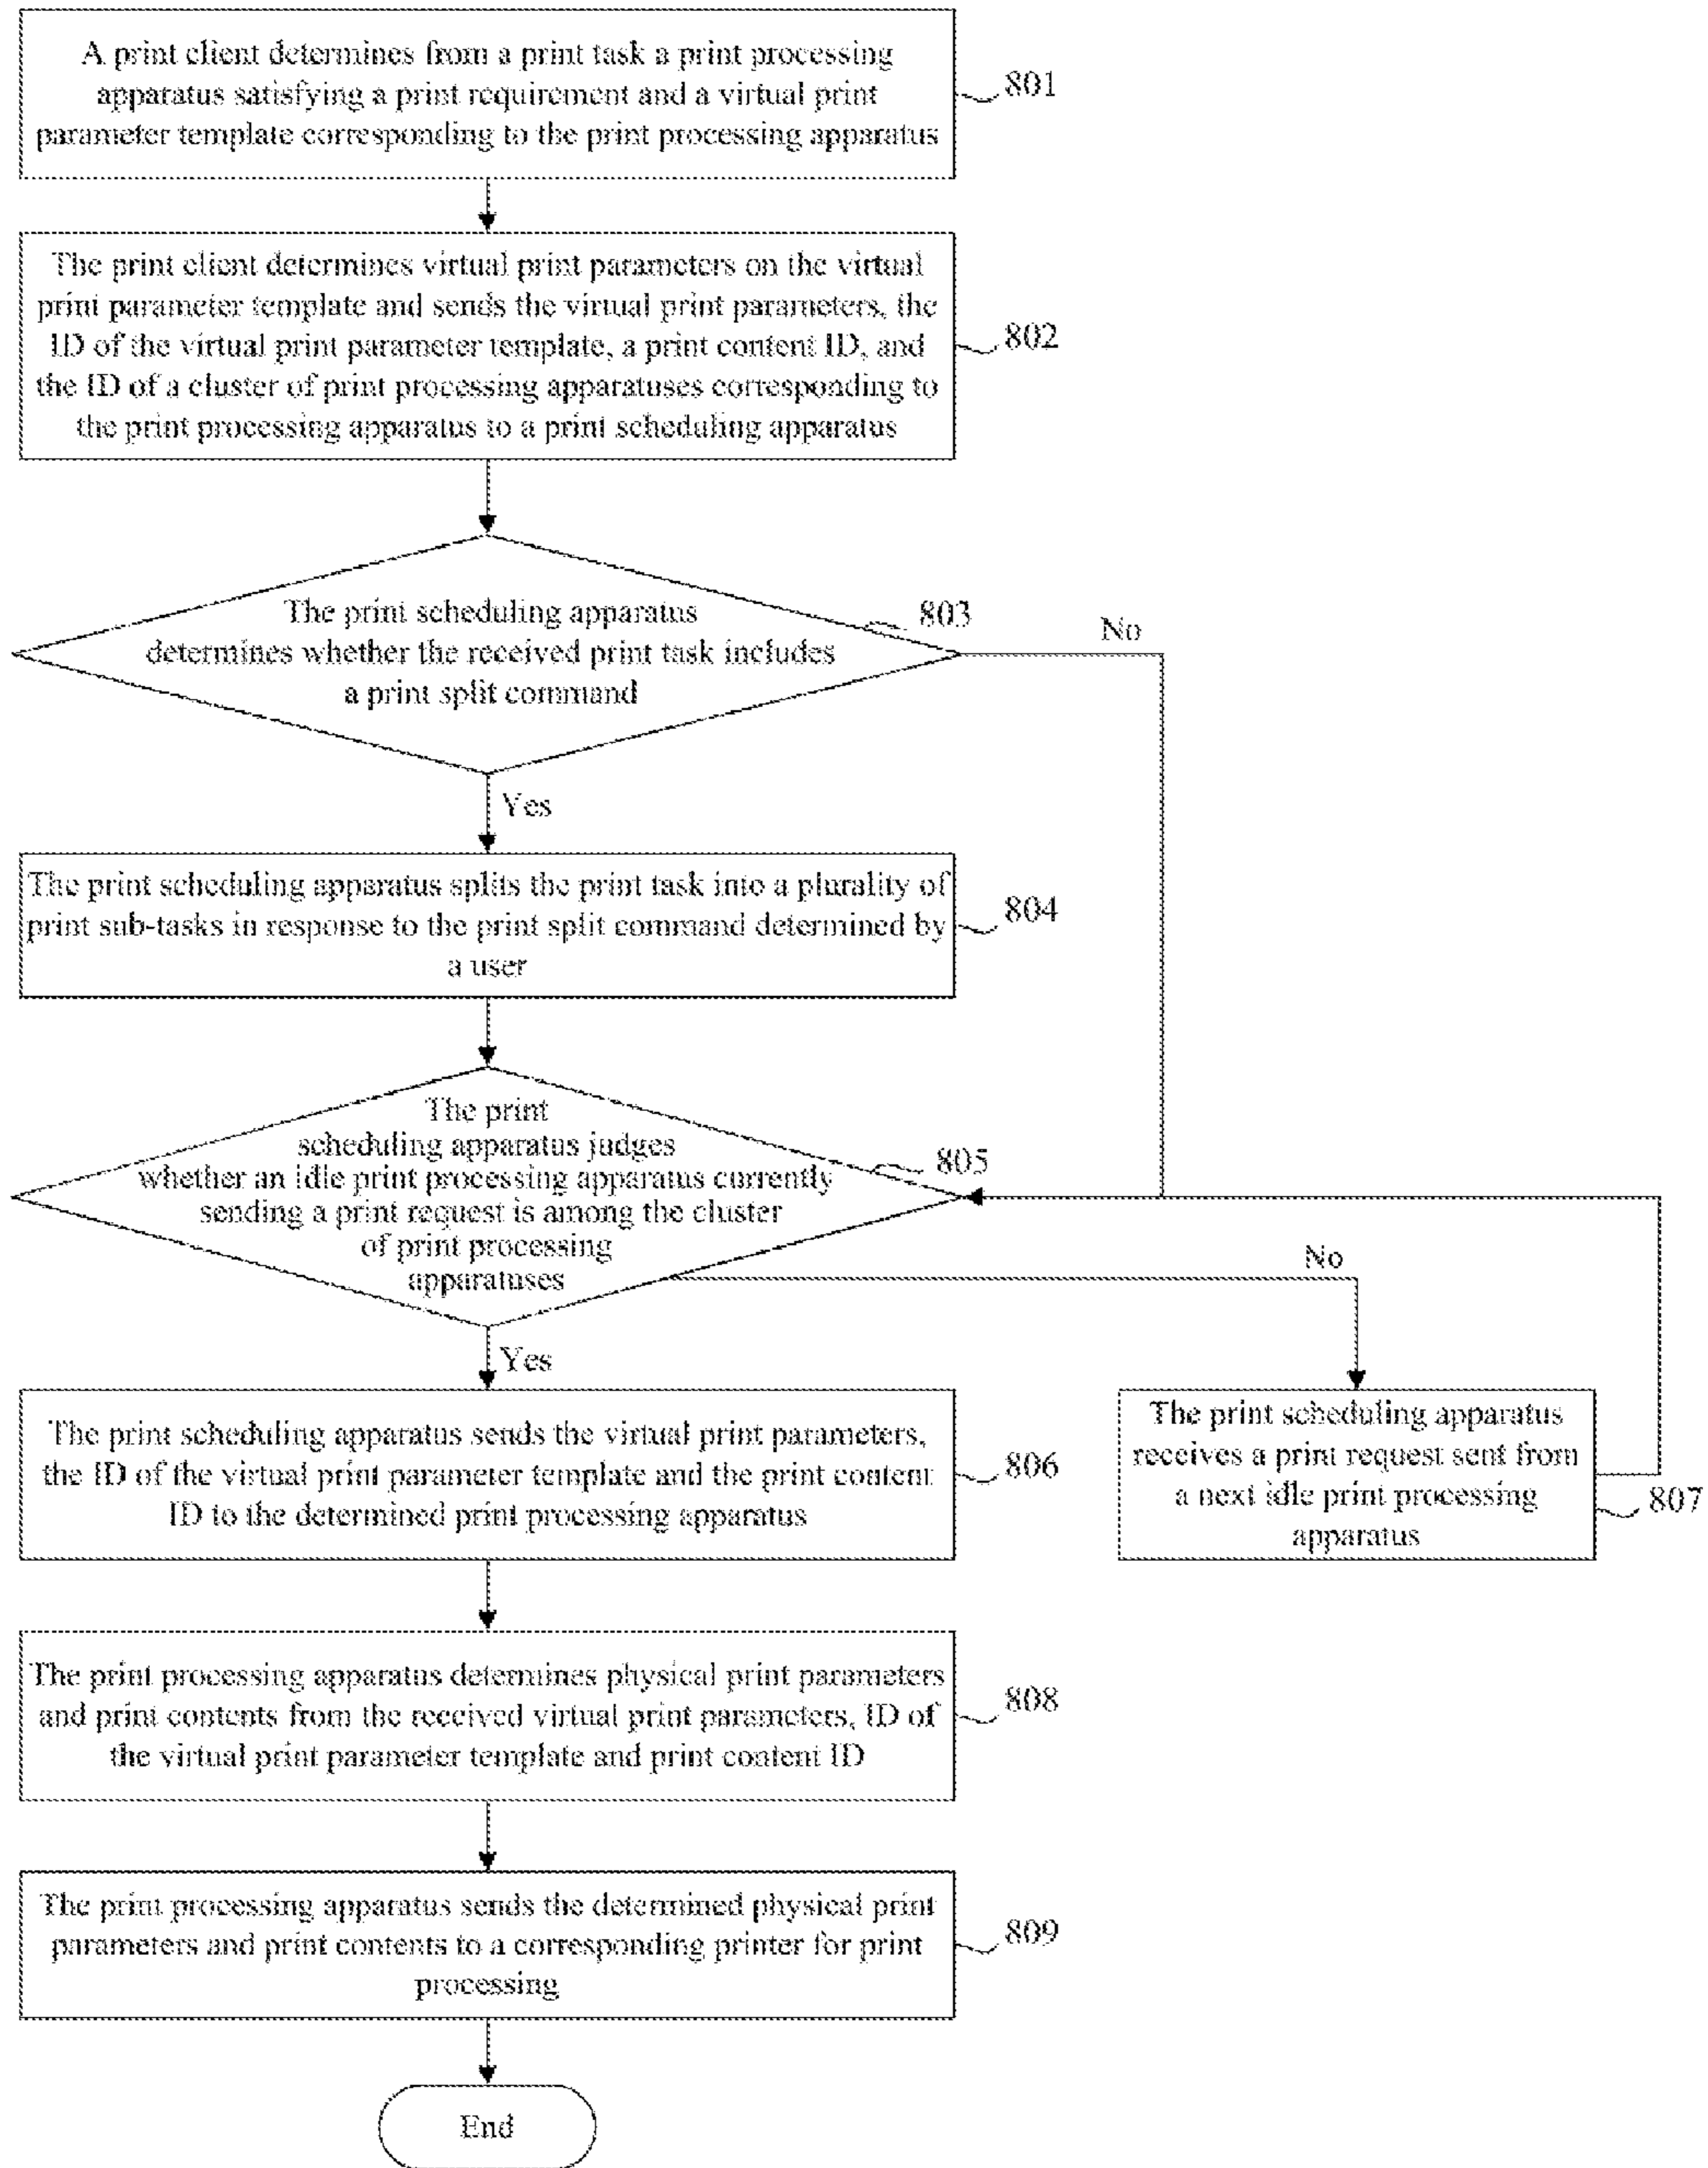 A print client determines from a print task a print processing
apparatus satisfying a print requirement and a virtual print
parameter template corresponding to the print processing apparatus
801
The print client determines virtual print parameters on the virtual
print parameter template and sends the virtual print parameters, the
ID of the virtual print parameter template, a print content ID, and
the ID of a cluster of print processing apparatuses corresponding to
the print processing apparatus to a print scheduling apparatus
802
The print scheduling apparatus
determines whether the received print task includes
a print split command
803
No
Yes
The print scheduling apparatus splits the print task into a plurality of
print sub-tasks in response to the print split command determined by
a user
804
The print
scheduling apparatus judges
whether an idle print processing apparatus currently
sending a print request is among the cluster
of print processing
apparatuses
805
No
Yes
The print scheduling apparatus sends the virtual print parameters,
the ID of the virtual print parameter template and the print content
ID to the determined print processing apparatus
806
The print scheduling apparatus
receives a print request sent from
a next idle print processing
apparatus
807
The print processing apparatus determines physical print parameters
and print contents from the received virtual print parameters, ID of
the virtual print parameter template and print content ID
808
The print processing apparatus sends the determined physical print
parameters and print contents to a corresponding printer for print
processing
809
End